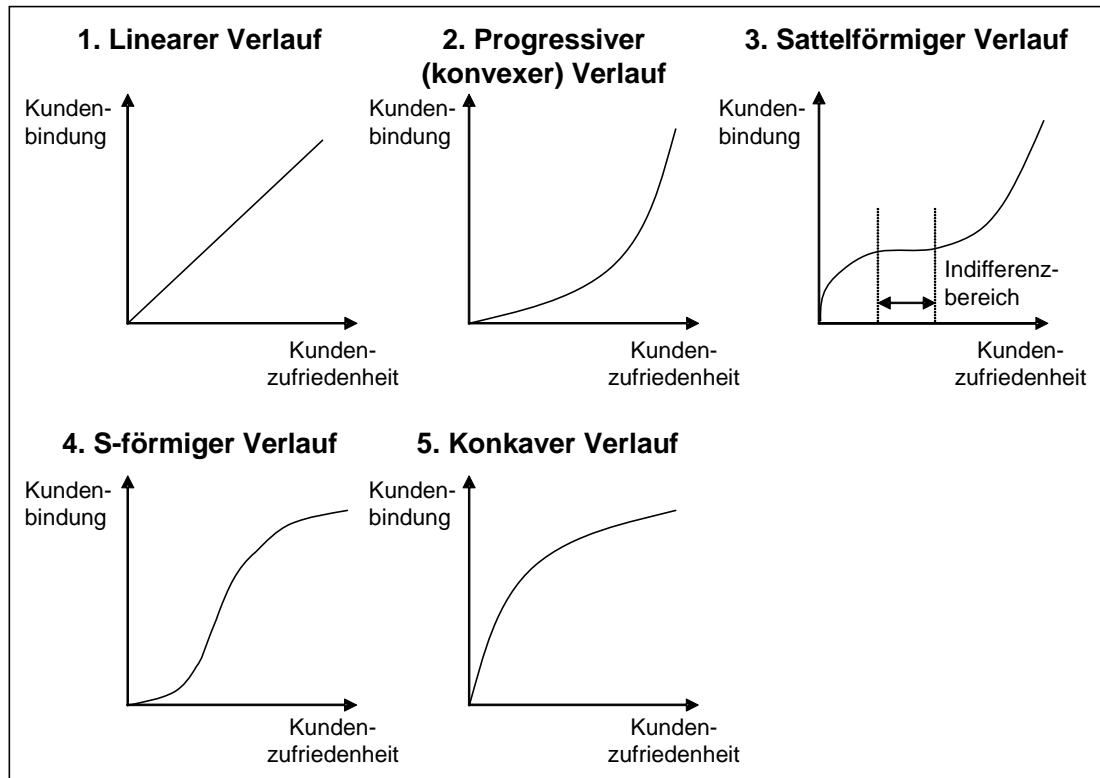 1. Linearer Verlauf
Kunden-
bindung
Kunden-
zufriedenheit
2. Progressiver
(konvexer) Verlauf
Kunden-
bindung
Kunden-
zufriedenheit
3. Sattelförmiger Verlauf
Kunden-
bindung
Indifferenz-
bereich
Kunden-
zufriedenheit
4. S-förmiger Verlauf
Kunden-
bindung
Kunden-
zufriedenheit
5. Konkaver Verlauf
Kunden-
bindung
Kunden-
zufriedenheit